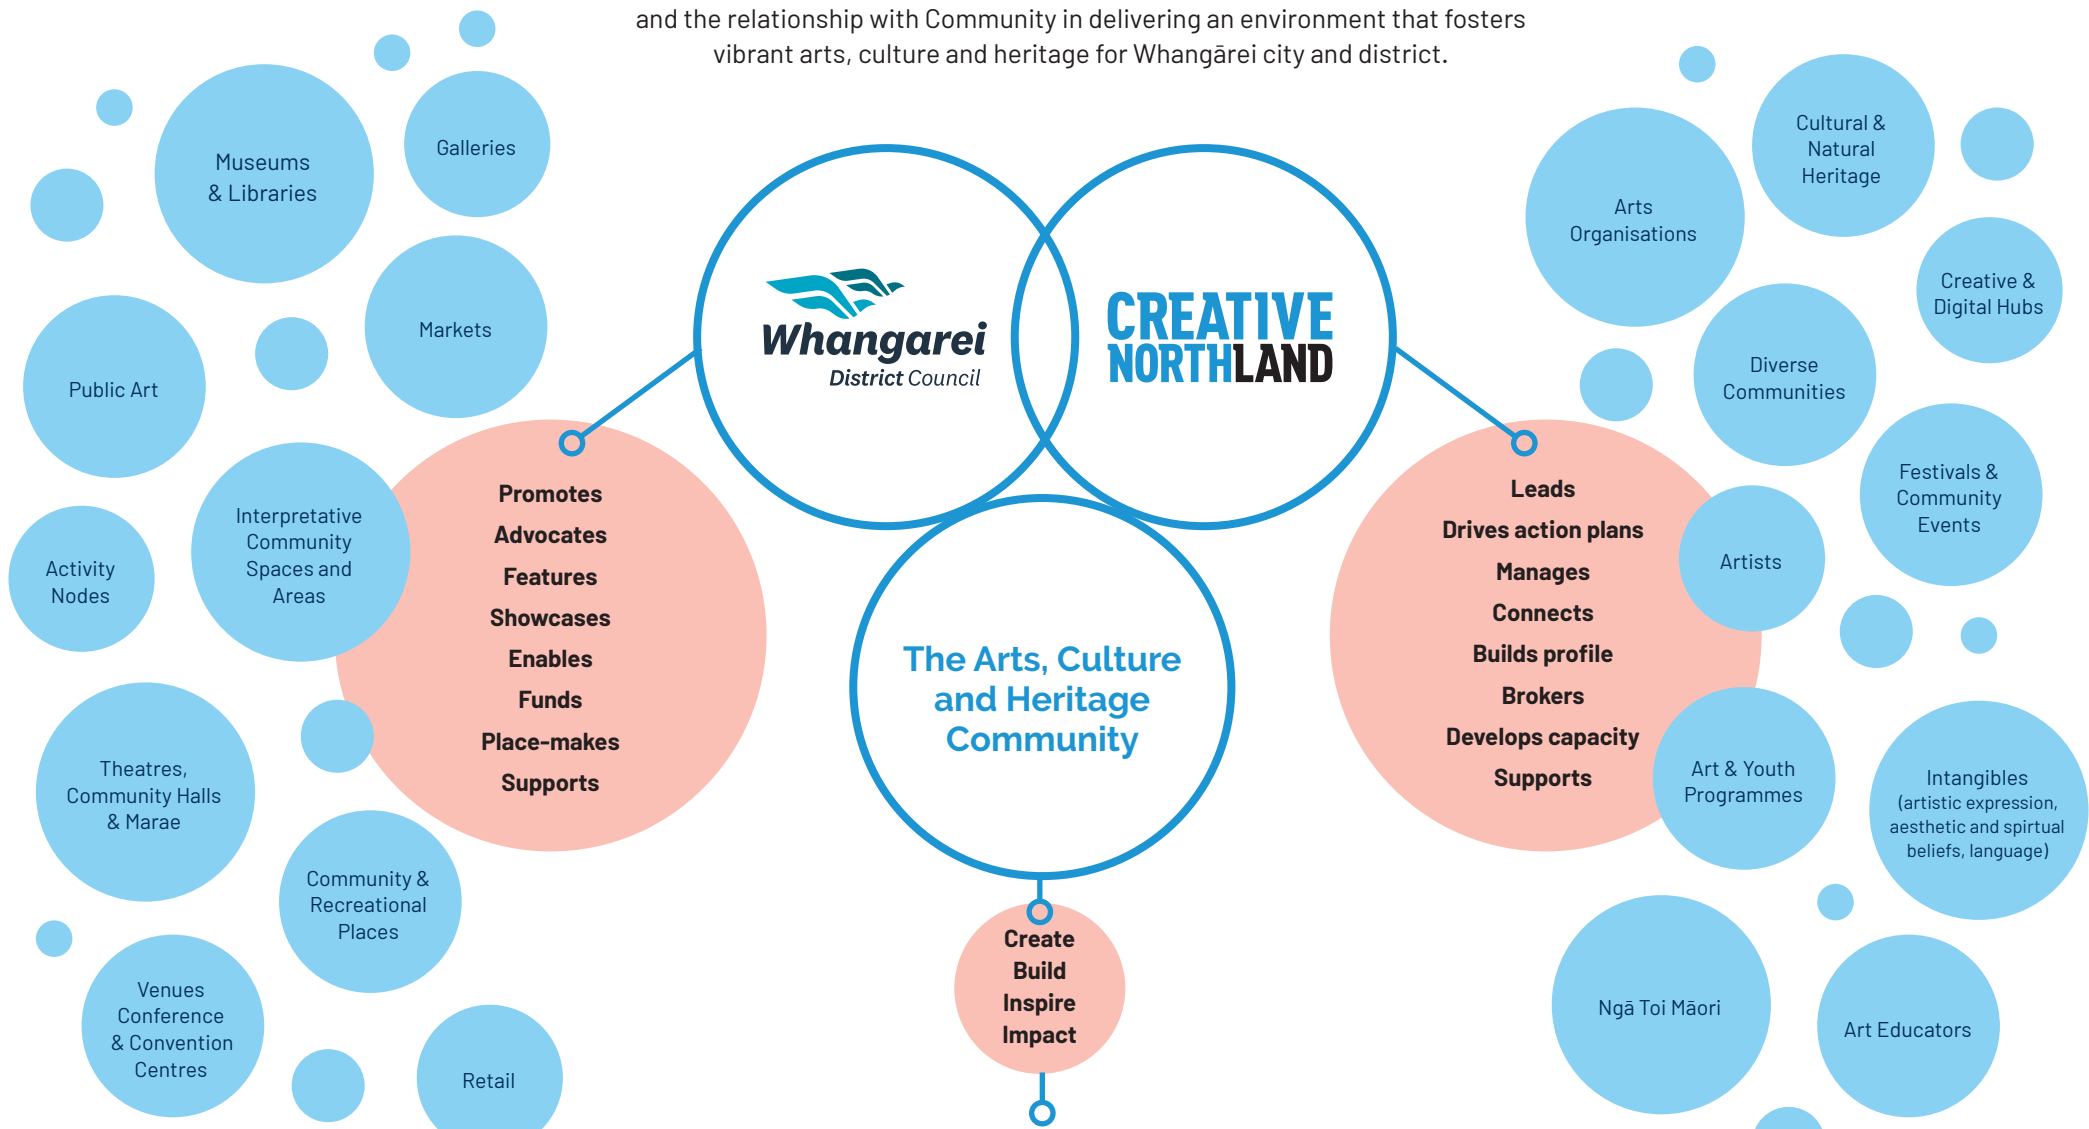 and the relationship with Community in delivering an environment that fosters
vibrant arts, culture and heritage for Whangārei city and district.
Museums
& Libraries
Galleries
Markets
Public Art
Interpretative
Community
Spaces and
Areas
Activity
Nodes
Theatres,
Community Halls
& Marae
Community &
Recreational
Places
Venues
Conference
& Convention
Centres
Retail
Whangarei
District Council
CREATIVE
NORTHLAND
Promotes
Advocates
Features
Showcases
Enables
Funds
Place-makes
Supports
The Arts, Culture
and Heritage
Community
Create
Build
Inspire
Impact
Leads
Drives action plans
Manages
Connects
Builds profile
Brokers
Develops capacity
Supports
Arts
Organisations
Cultural &
Natural
Heritage
Creative &
Digital Hubs
Diverse
Communities
Festivals &
Community
Events
Artists
Art & Youth
Programmes
Intangibles
(artistic expression,
aesthetic and spirtual
beliefs, language)
Ngā Toi Māori
Art Educators